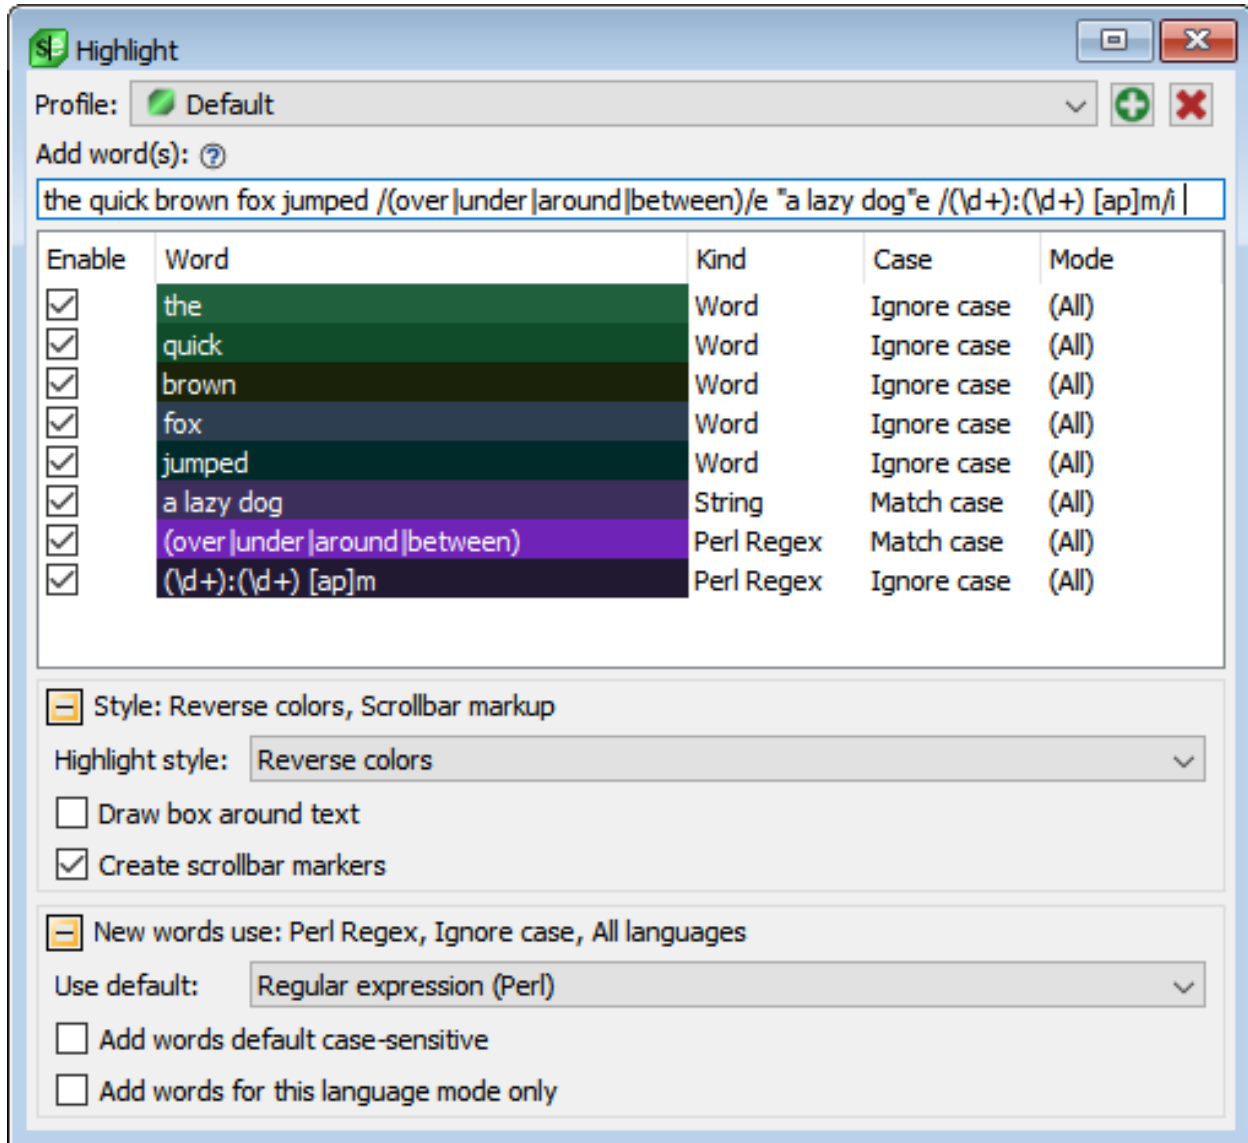 Highlight
Profile: Default
Add word(s):
the quick brown fox jumped /(over|under|around|between)/e "a lazy dog"e /(\d+):(\d+) [ap]m/i
Enable Word Kind Case Mode
the Word Ignore case (All)
quick Word Ignore case (All)
brown Word Ignore case (All)
fox Word Ignore case (All)
jumped Word Ignore case (All)
a lazy dog String Match case (All)
(over|under|around|between) Perl Regex Match case (All)
(\d+):(\d+) [ap]m Perl Regex Ignore case (All)
Style: Reverse colors, Scrollbar markup
Highlight style: Reverse colors
Draw box around text
Create scrollbar markers
New words use: Perl Regex, Ignore case, All languages
Use default: Regular expression (Perl)
Add words default case-sensitive
Add words for this language mode only